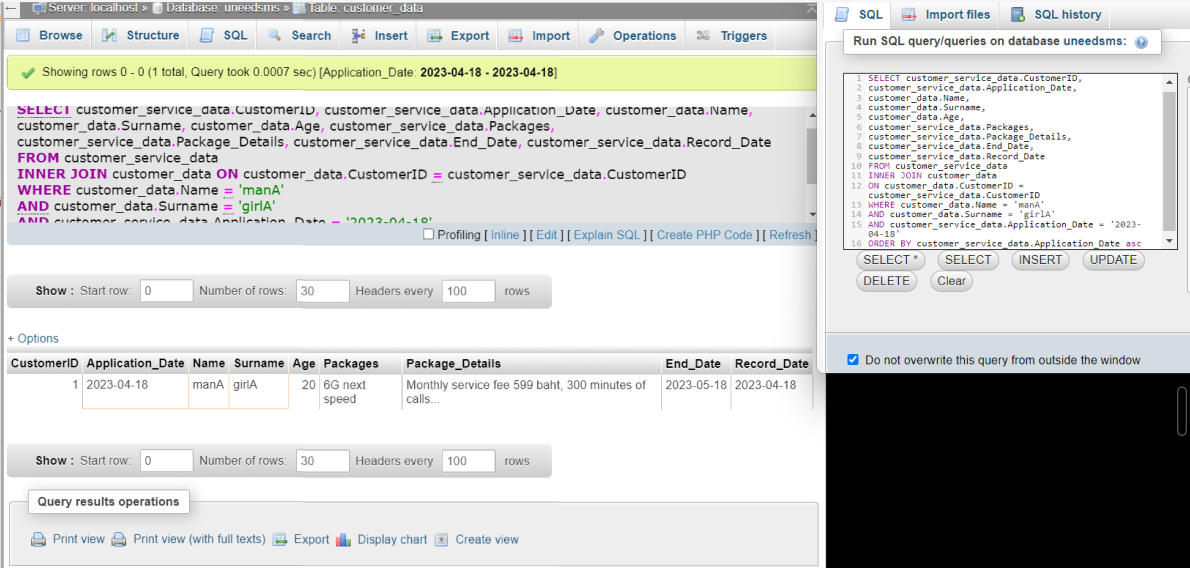 Server: localhost » Database: uneedsms » Table: customer_data
Browse Structure SQL Search Insert Export Import Operations Triggers
Showing rows 0 - 0 (1 total, Query took 0.0007 sec) [Application_Date: 2023-04-18 - 2023-04-18]
SELECT customer_service_data.CustomerID, customer_service_data.Application_Date, customer_data.Name,
customer_data.Surname, customer_data.Age, customer_service_data.Packages,
customer_service_data.Package_Details, customer_service_data.End_Date, customer_service_data.Record_Date
FROM customer_service_data
INNER JOIN customer_data ON customer_data.CustomerID = customer_service_data.CustomerID
WHERE customer_data.Name = 'manA'
AND customer_data.Surname = 'girlA'
AND customer_service_data.Application_Date = '2023-04-18'
Profiling [ Inline ] [ Edit ] [ Explain SQL ] [ Create PHP Code ] [ Refresh ]
Show : Start row: 0 Number of rows: 30 Headers every 100 rows
+ Options
CustomerID Application_Date Name Surname Age Packages Package_Details End_Date Record_Date
1 2023-04-18 manA girlA 20 6G next Monthly service fee 599 baht, 300 minutes of 2023-05-18 2023-04-18
speed calls...
Show : Start row: 0 Number of rows: 30 Headers every 100 rows
Query results operations
Print view Print view (with full texts) Export Display chart Create view
SQL Import files SQL history
Run SQL query/queries on database uneedsms:
1 SELECT customer_service_data.CustomerID,
2 customer_service_data.Application_Date,
3 customer_data.Name,
4 customer_data.Surname,
5 customer_data.Age,
6 customer_service_data.Packages,
7 customer_service_data.Package_Details,
8 customer_service_data.End_Date,
9 customer_service_data.Record_Date
10 FROM customer_service_data
11 INNER JOIN customer_data
12 ON customer_data.CustomerID =
customer_service_data.CustomerID
13 WHERE customer_data.Name = 'manA'
14 AND customer_data.Surname = 'girlA'
15 AND customer_service_data.Application_Date = '2023-
04-18'
16 ORDER BY customer_service_data.Application_Date asc
SELECT * SELECT INSERT UPDATE
DELETE Clear
Do not overwrite this query from outside the window